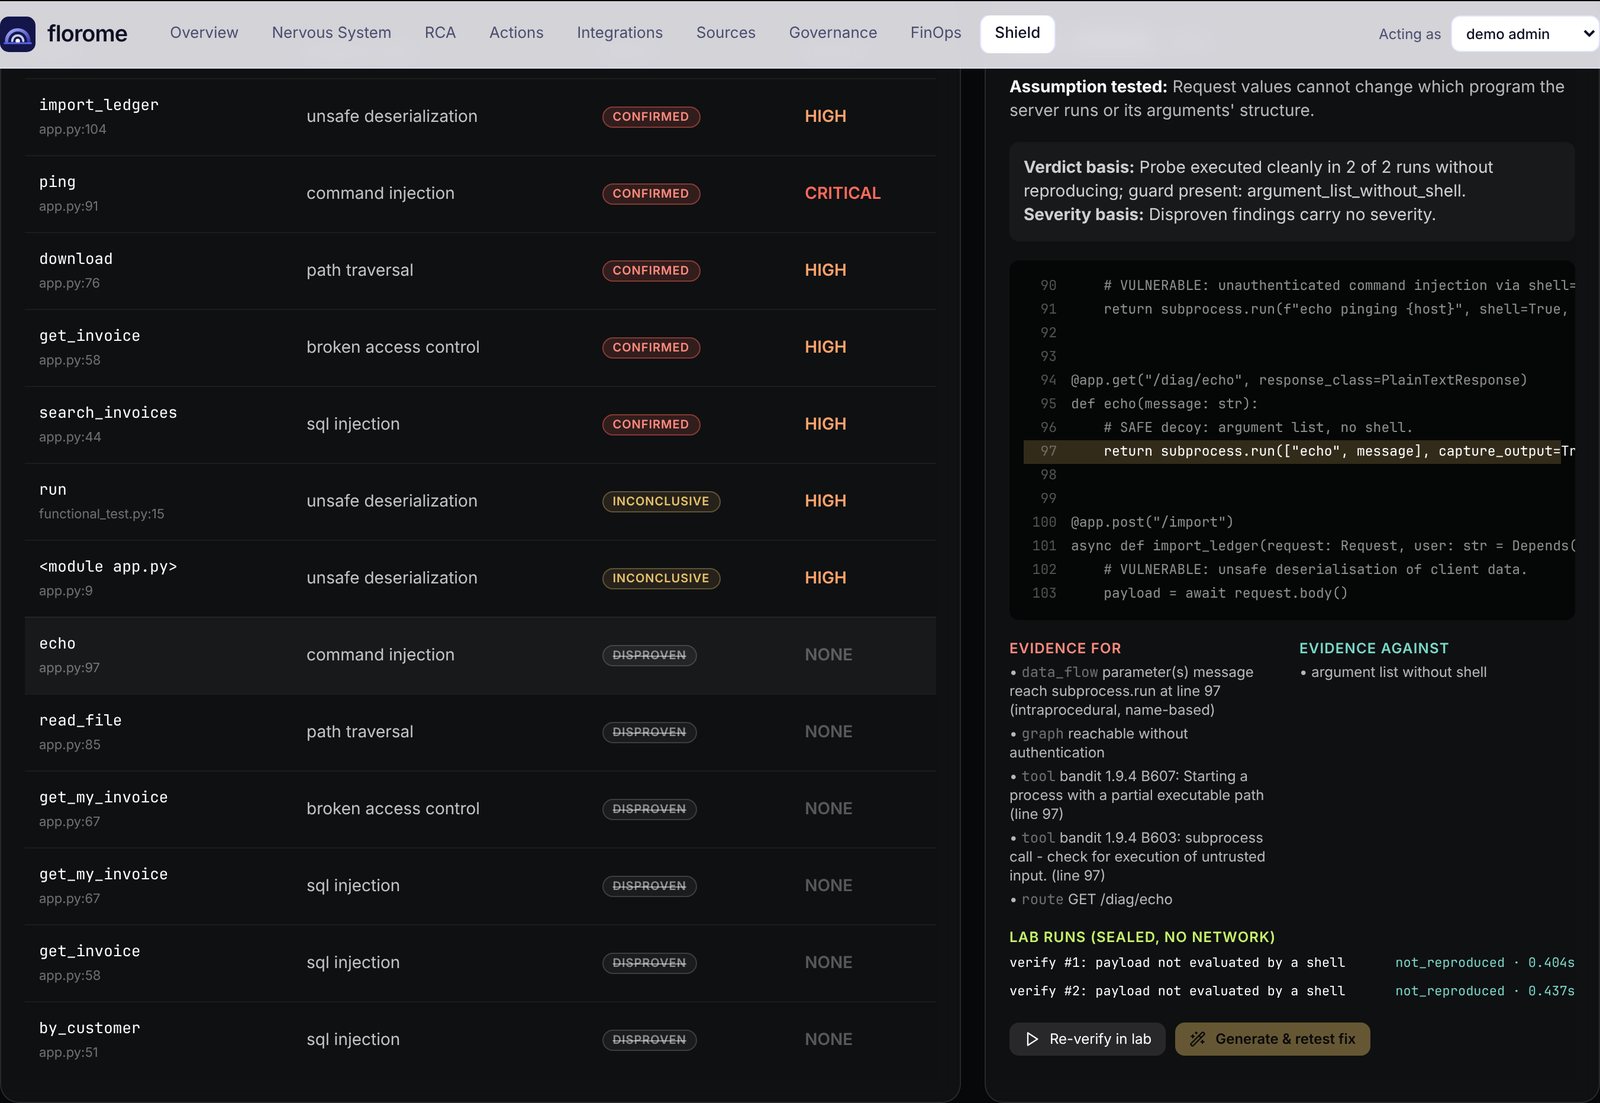 florome
Overview
Nervous System
RCA
Actions
Integrations
Sources
Governance
FinOps
Shield
Acting as
demo admin
import_ledger
app.py:104
unsafe deserialization
CONFIRMED
HIGH
ping
app.py:91
command injection
CONFIRMED
CRITICAL
download
app.py:76
path traversal
CONFIRMED
HIGH
get_invoice
app.py:58
broken access control
CONFIRMED
HIGH
search_invoices
app.py:44
sql injection
CONFIRMED
HIGH
run
functional_test.py:15
unsafe deserialization
INCONCLUSIVE
HIGH
<module app.py>
app.py:9
unsafe deserialization
INCONCLUSIVE
HIGH
echo
app.py:97
command injection
DISPROVEN
NONE
read_file
app.py:85
path traversal
DISPROVEN
NONE
get_my_invoice
app.py:67
broken access control
DISPROVEN
NONE
get_my_invoice
app.py:67
sql injection
DISPROVEN
NONE
get_invoice
app.py:58
sql injection
DISPROVEN
NONE
by_customer
app.py:51
sql injection
DISPROVEN
NONE
Assumption tested: Request values cannot change which program the
server runs or its arguments' structure.
Verdict basis: Probe executed cleanly in 2 of 2 runs without
reproducing; guard present: argument_list_without_shell.
Severity basis: Disproven findings carry no severity.
90 # VULNERABLE: unauthenticated command injection via shell=
91 return subprocess.run(f"echo pinging {host}", shell=True,
92
93
94 @app.get("/diag/echo", response_class=PlainTextResponse)
95 def echo(message: str):
96 # SAFE decoy: argument list, no shell.
97 return subprocess.run(["echo", message], capture_output=Tr
98
99
100 @app.post("/import")
101 async def import_ledger(request: Request, user: str = Depends(
102 # VULNERABLE: unsafe deserialisation of client data.
103 payload = await request.body()
EVIDENCE FOR
• data_flow parameter(s) message
reach subprocess.run at line 97
(intraprocedural, name-based)
• graph reachable without
authentication
• tool bandit 1.9.4 B607: Starting a
process with a partial executable path
(line 97)
• tool bandit 1.9.4 B603: subprocess
call - check for execution of untrusted
input. (line 97)
• route GET /diag/echo
EVIDENCE AGAINST
• argument list without shell
LAB RUNS (SEALED, NO NETWORK)
verify #1: payload not evaluated by a shell not_reproduced · 0.404s
verify #2: payload not evaluated by a shell not_reproduced · 0.437s
Re-verify in lab
Generate & retest fix